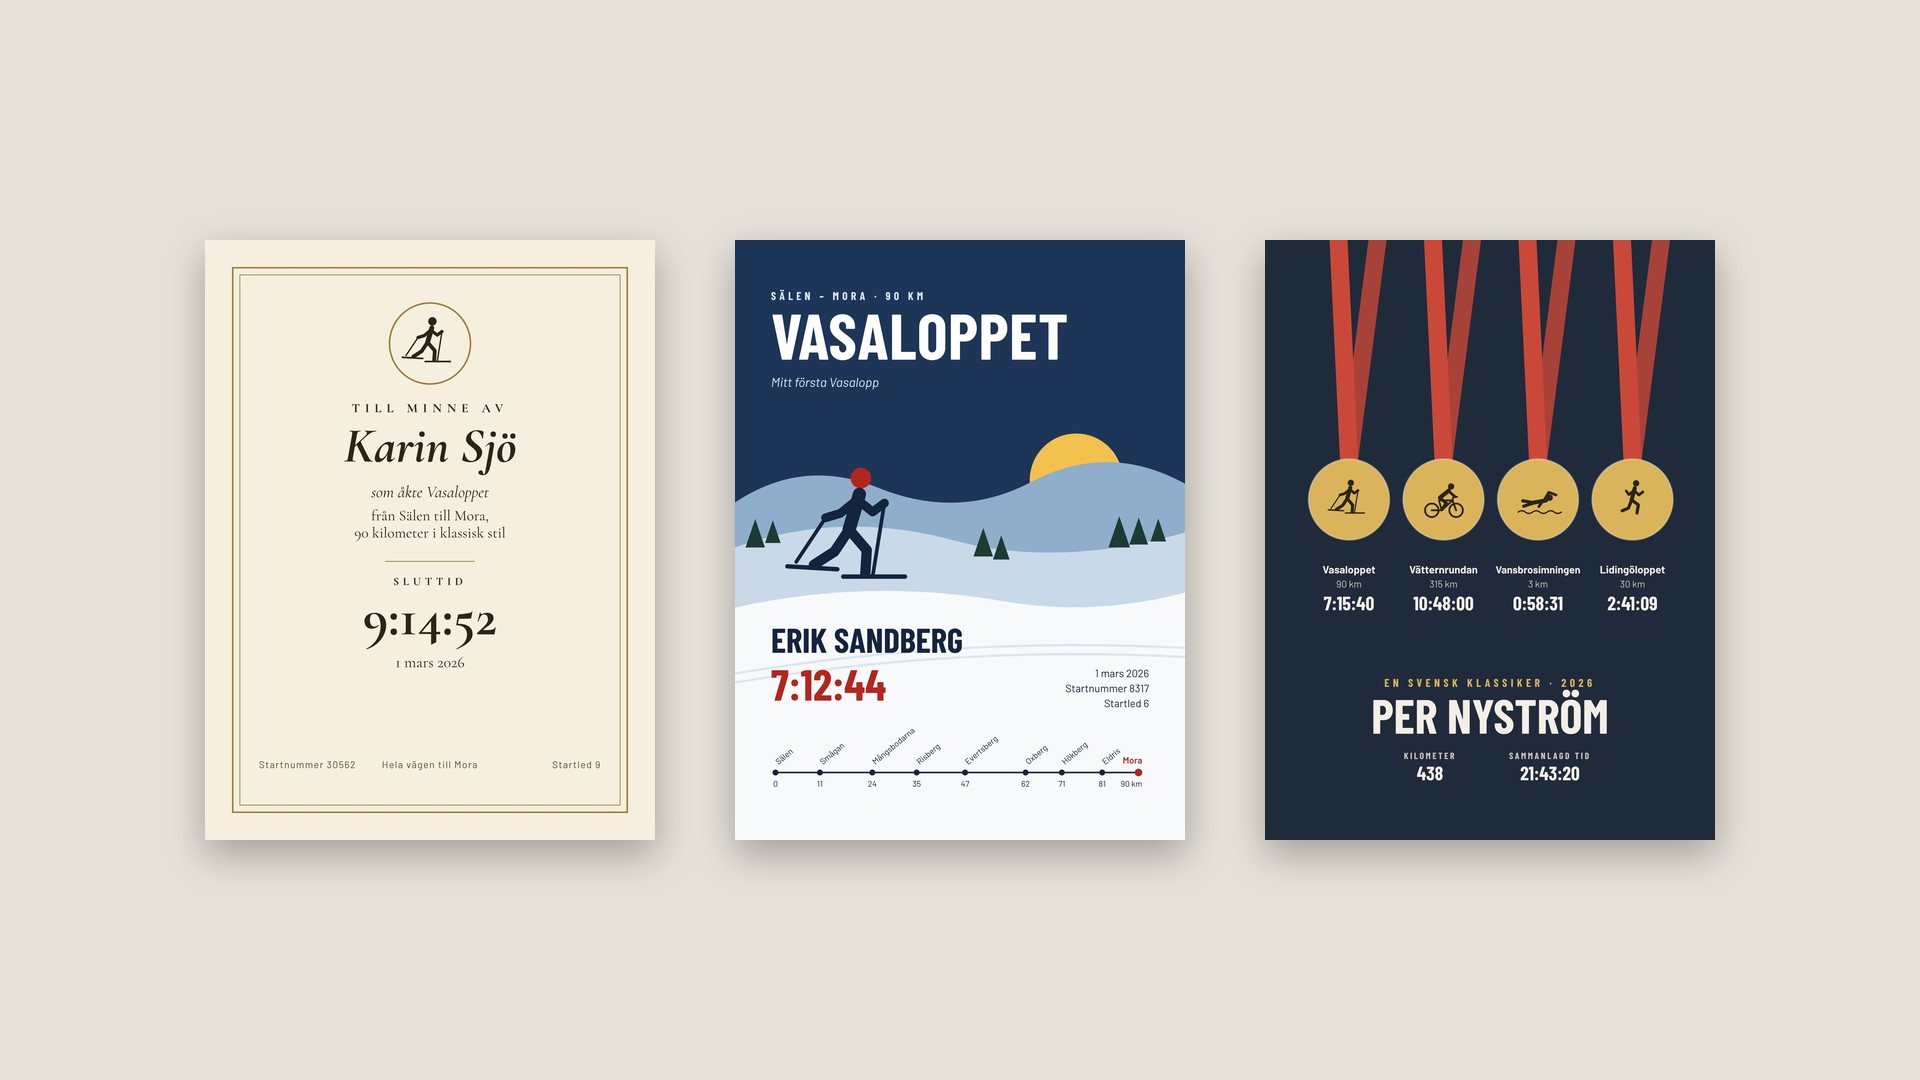 TILL MINNE AV
Karin Sjö
som åkte Vasaloppet
från Sälen till Mora,
90 kilometer i klassisk stil
SLUTTID
9:14:52
1 mars 2026
Startnummer 30562 Hela vägen till Mora Startled 9
SÄLEN – MORA · 90 KM
VASALOPPET
Mitt första Vasalopp
ERIK SANDBERG
7:12:44
1 mars 2026
Startnummer 8317
Startled 6
Sälen Smågan Mångsbodarna Risberg Evertsberg Oxberg Hökberg Eldris Mora
0 11 24 35 47 62 71 81 90 km
Vasaloppet Vätternrundan Vansbrosimningen Lidingöloppet
90 km 315 km 3 km 30 km
7:15:40 10:48:00 0:58:31 2:41:09
EN SVENSK KLASSIKER · 2026
PER NYSTRÖM
KILOMETER SAMMANLAGD TID
438 21:43:20